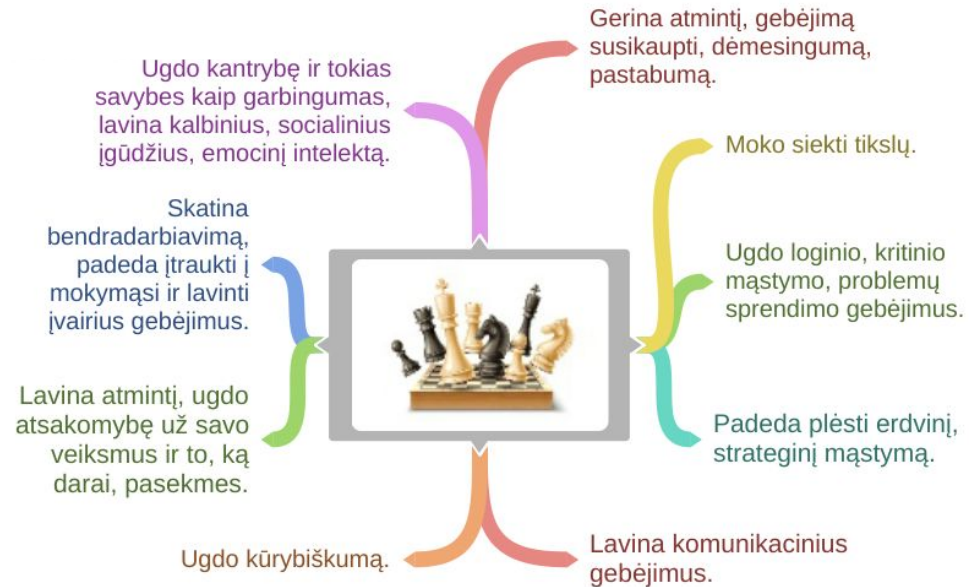 Gerina atmintį, gebėjimą
susikaupti, dėmesingumą,
pastabumą.
Ugdo kantrybę ir tokias
savybes kaip garbingumas,
lavina kalbinius, socialinius
įgūdžius, emocinį intelektą.
Moko siekti tikslų.
Skatina
bendradarbiavimą,
padeda įtraukti į
mokymąsi ir lavinti
įvairius gebėjimus.
Ugdo loginio, kritinio
mąstymo, problemų
sprendimo gebėjimus.
Lavina atmintį, ugdo
atsakomybę už savo
veiksmus ir to, ką
darai, pasekmes.
Padeda plėsti erdvinį,
strateginį mąstymą.
Ugdo kūrybiškumą.
Lavina komunikacinius
gebėjimus.